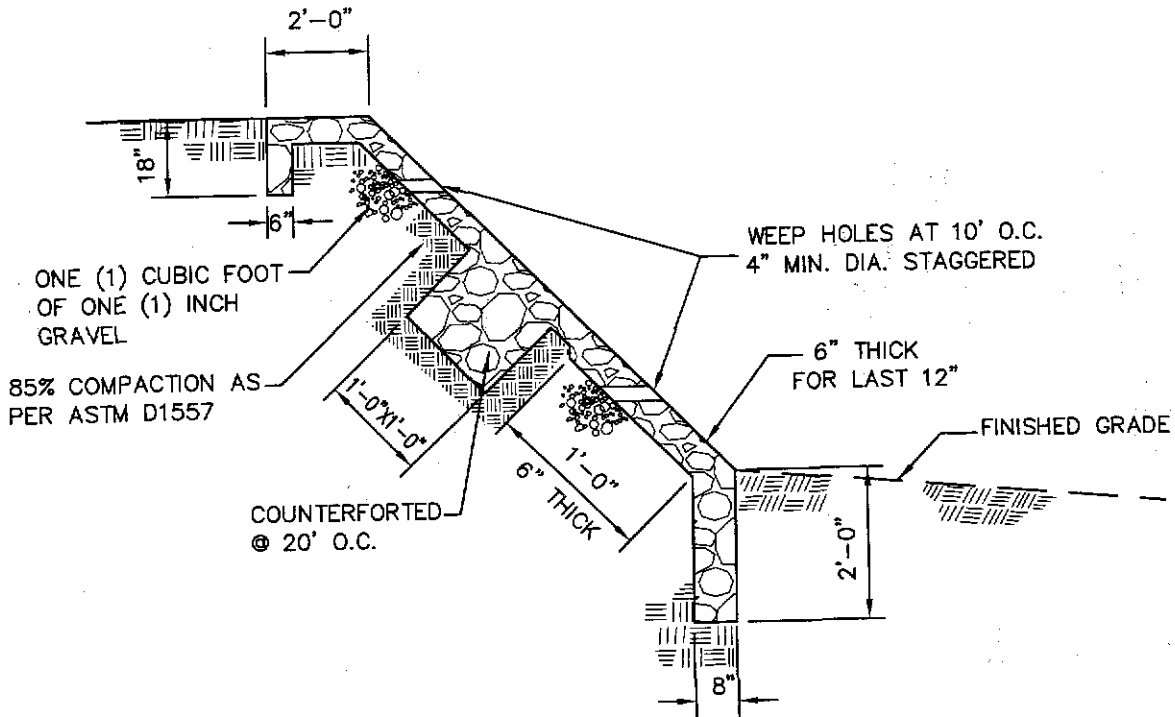 2'-0"
18"
6"
ONE (1) CUBIC FOOT
OF ONE (1) INCH
GRAVEL
85% COMPACTION AS
PER ASTM D1557
1'-0"X1'-0"
COUNTERFORTED
@ 20' O.C.
1'-0"
6" THICK
WEEP HOLES AT 10' O.C.
4" MIN. DIA. STAGGERED
6" THICK
FOR LAST 12"
FINISHED GRADE
2'-0"
8"